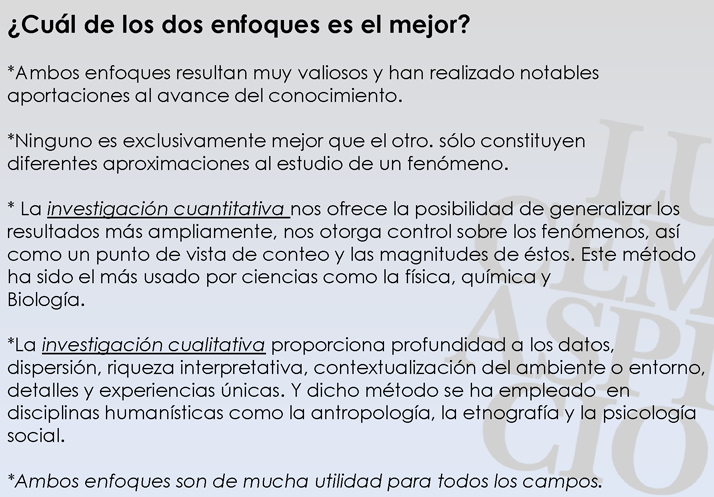 ¿Cuál de los dos enfoques es el mejor?
*Ambos enfoques resultan muy valiosos y han realizado notables
aportaciones al avance del conocimiento.
*Ninguno es exclusivamente mejor que el otro. sólo constituyen
diferentes aproximaciones al estudio de un fenómeno.
* La investigación cuantitativa nos ofrece la posibilidad de generalizar los
resultados más ampliamente, nos otorga control sobre los fenómenos, así
como un punto de vista de conteo y las magnitudes de éstos. Este método
ha sido el más usado por ciencias como la física, química y
Biología.
*La investigación cualitativa proporciona profundidad a los datos,
dispersión, riqueza interpretativa, contextualización del ambiente o entorno,
detalles y experiencias únicas. Y dicho método se ha empleado en
disciplinas humanísticas como la antropología, la etnografía y la psicología
social.
*Ambos enfoques son de mucha utilidad para todos los campos.
LU
CEM
ASPI
CIO